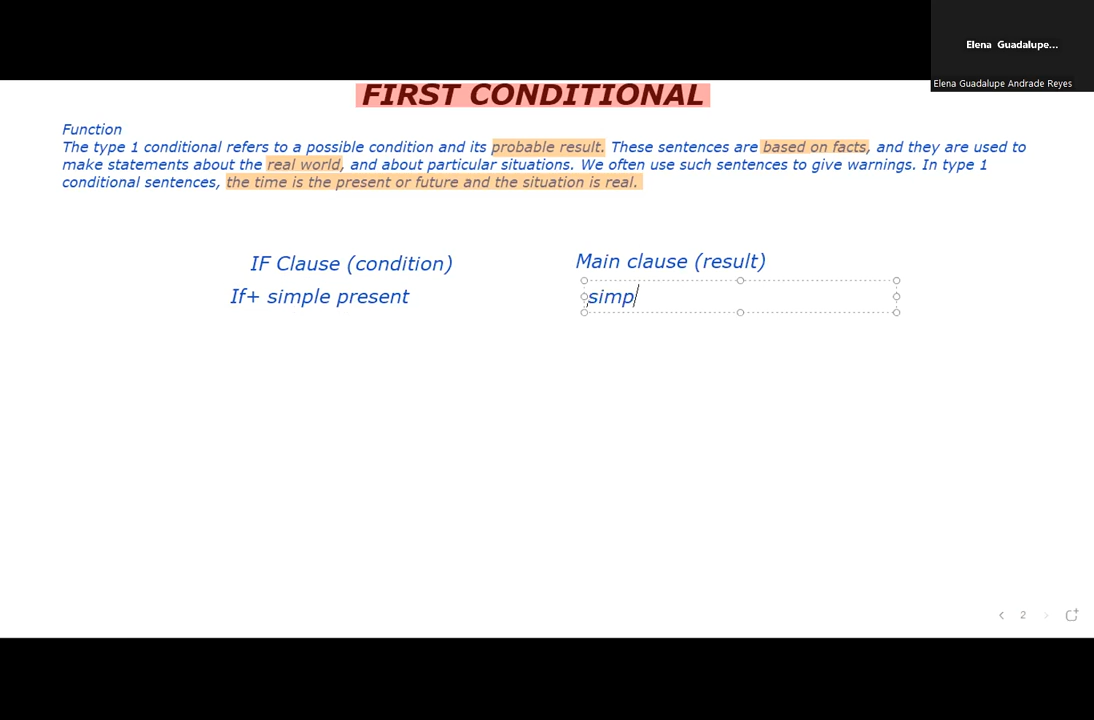 Elena Guadalupe...
Elena Guadalupe Andrade Reyes
FIRST CONDITIONAL
Function
The type 1 conditional refers to a possible condition and its probable result. These sentences are based on facts, and they are used to
make statements about the real world, and about particular situations. We often use such sentences to give warnings. In type 1
conditional sentences, the time is the present or future and the situation is real.
IF Clause (condition)
Main clause (result)
If+ simple present
simp
2